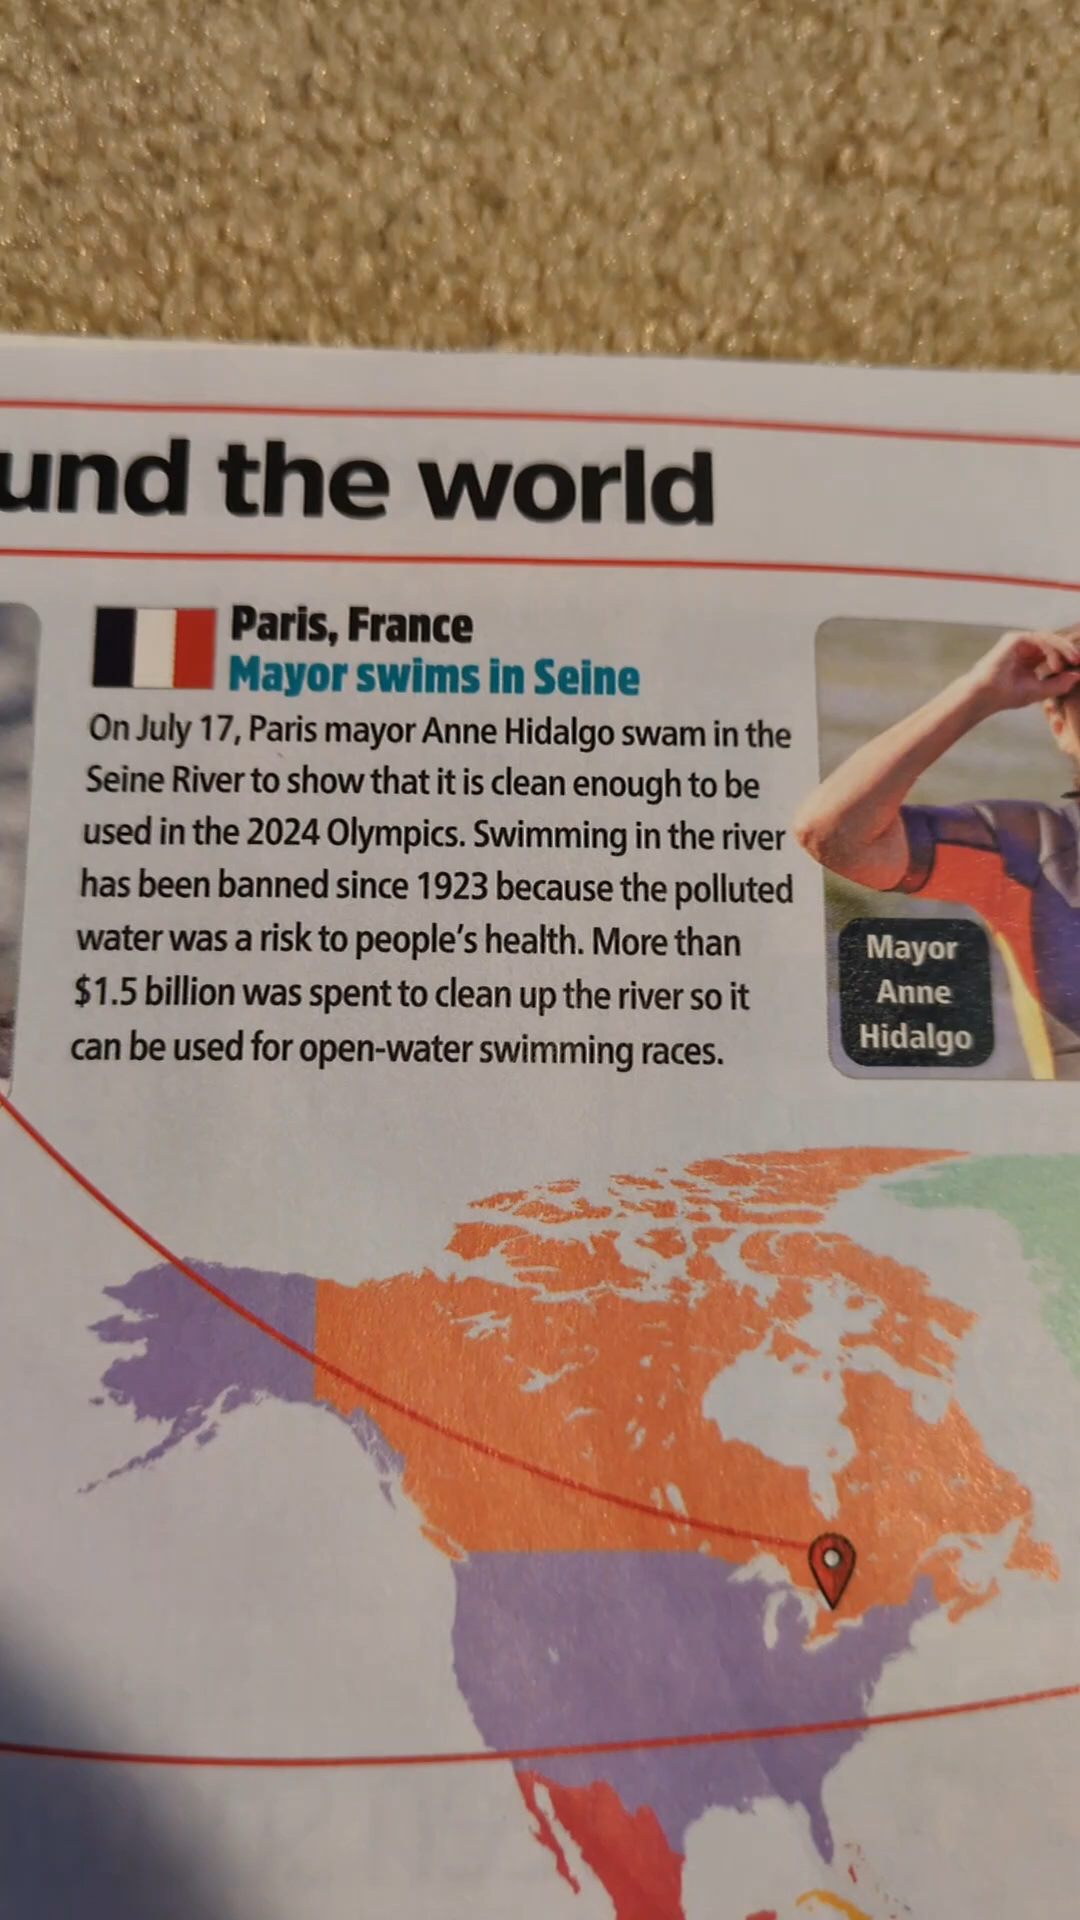 und the world
Paris, France
Mayor swims in Seine
On July 17, Paris mayor Anne Hidalgo swam in the
Seine River to show that it is clean enough to be
used in the 2024 Olympics. Swimming in the river
has been banned since 1923 because the polluted
water was a risk to people's health. More than
$1.5 billion was spent to clean up the river so it
can be used for open-water swimming races.
Mayor
Anne
Hidalgo